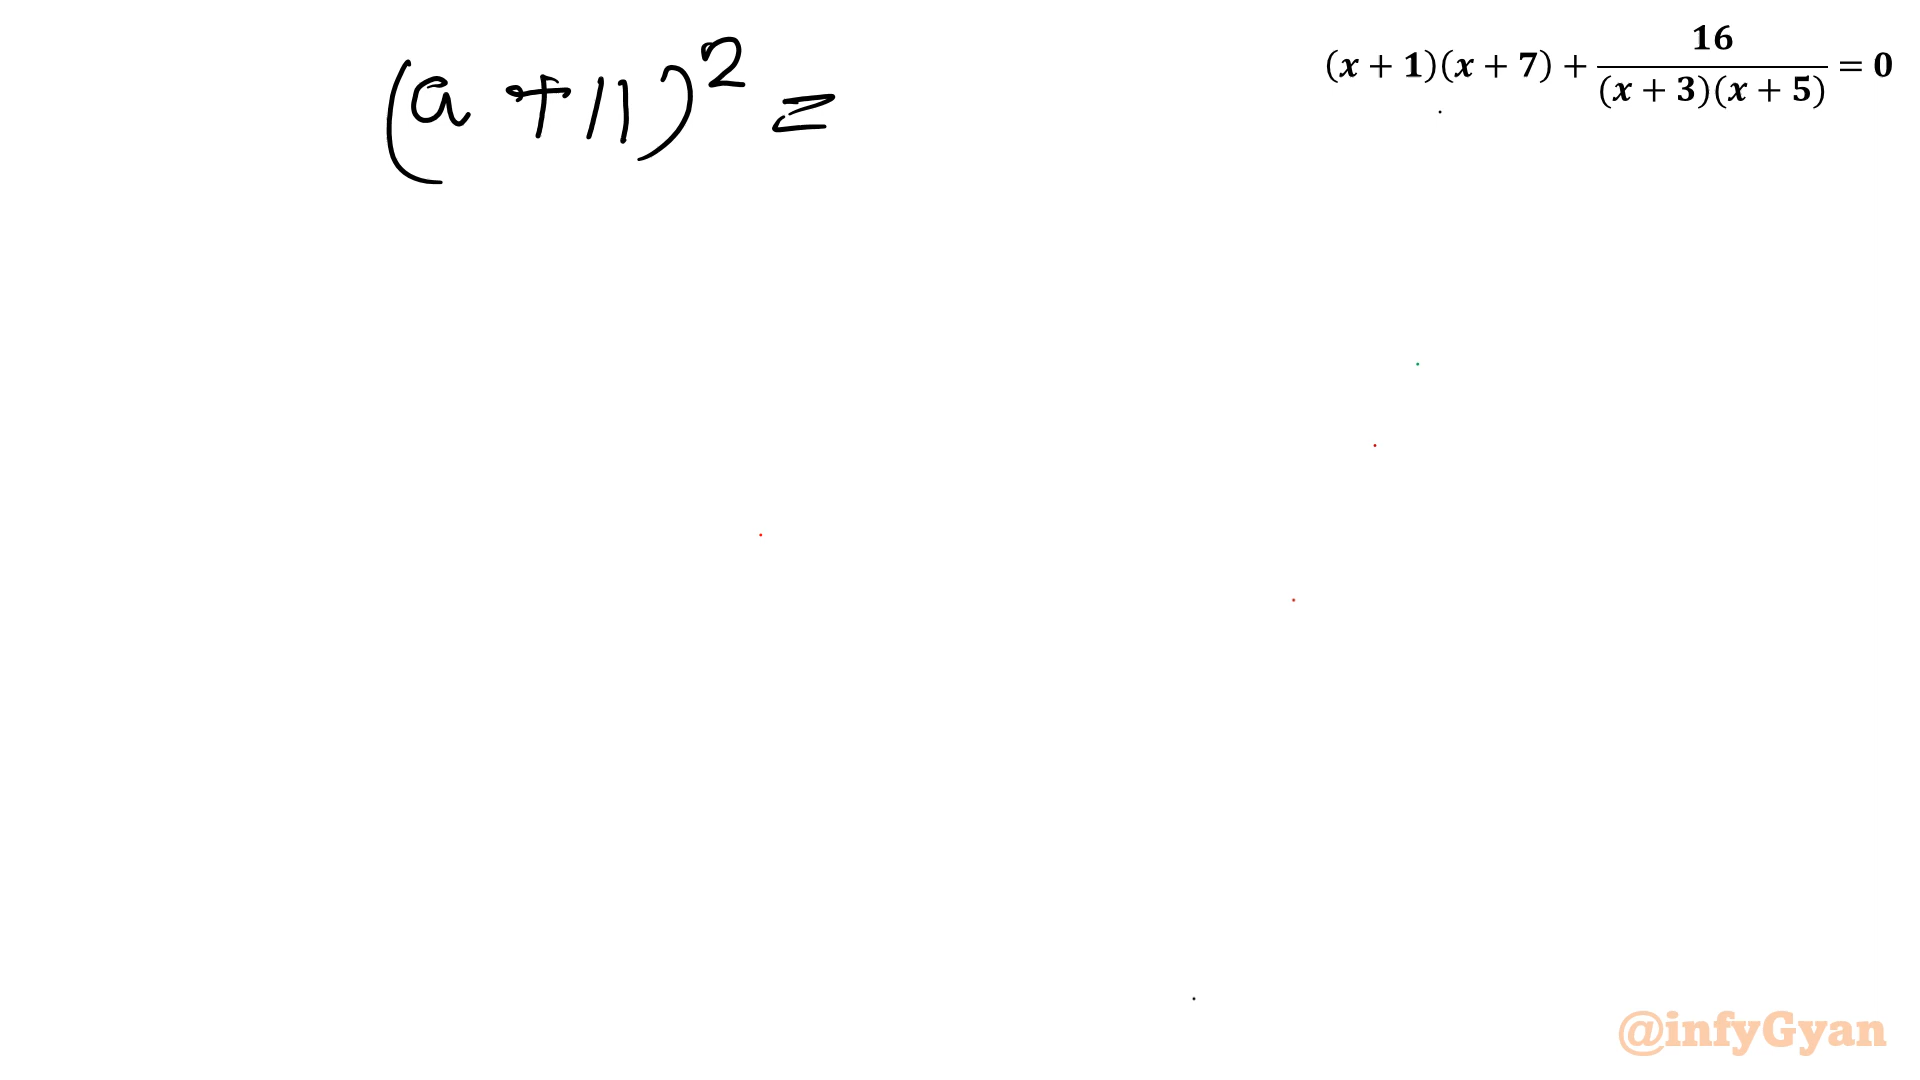 (a + 11)² =
(x + 1)(x + 7) + 16/((x + 3)(x + 5)) = 0
@infyGyan